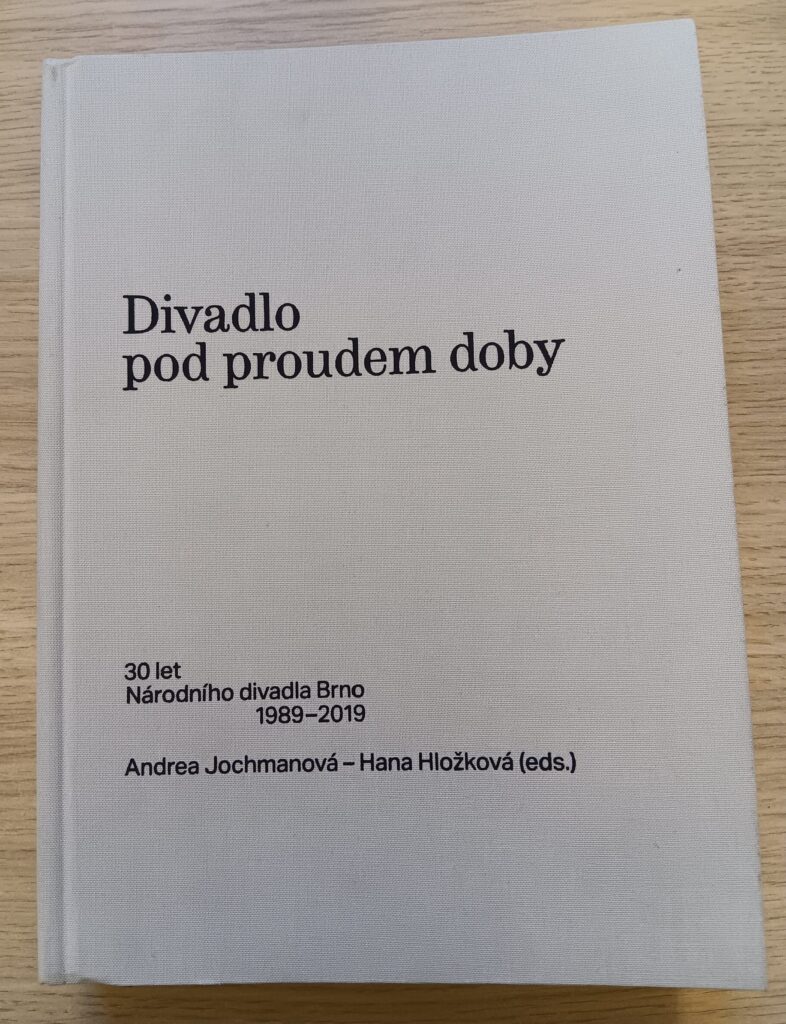 Divadlo
pod proudem doby
30 let
Národního divadla Brno
1989–2019
Andrea Jochmanová – Hana Hložková (eds.)